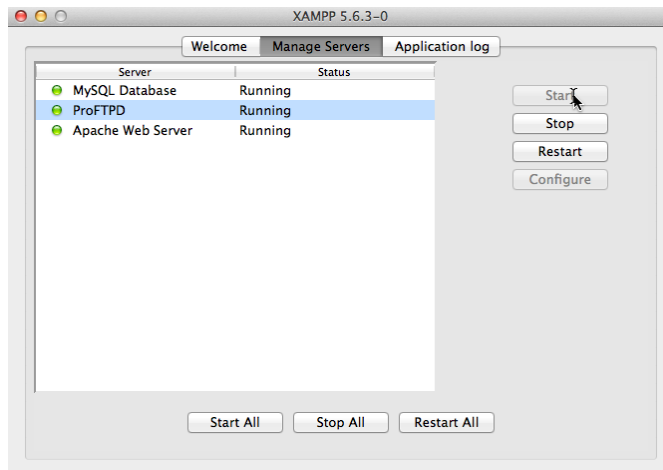 XAMPP 5.6.3-0
Welcome Manage Servers Application log
Server Status
MySQL Database Running
ProFTPD Running
Apache Web Server Running
Start
Stop
Restart
Configure
Start All Stop All Restart All